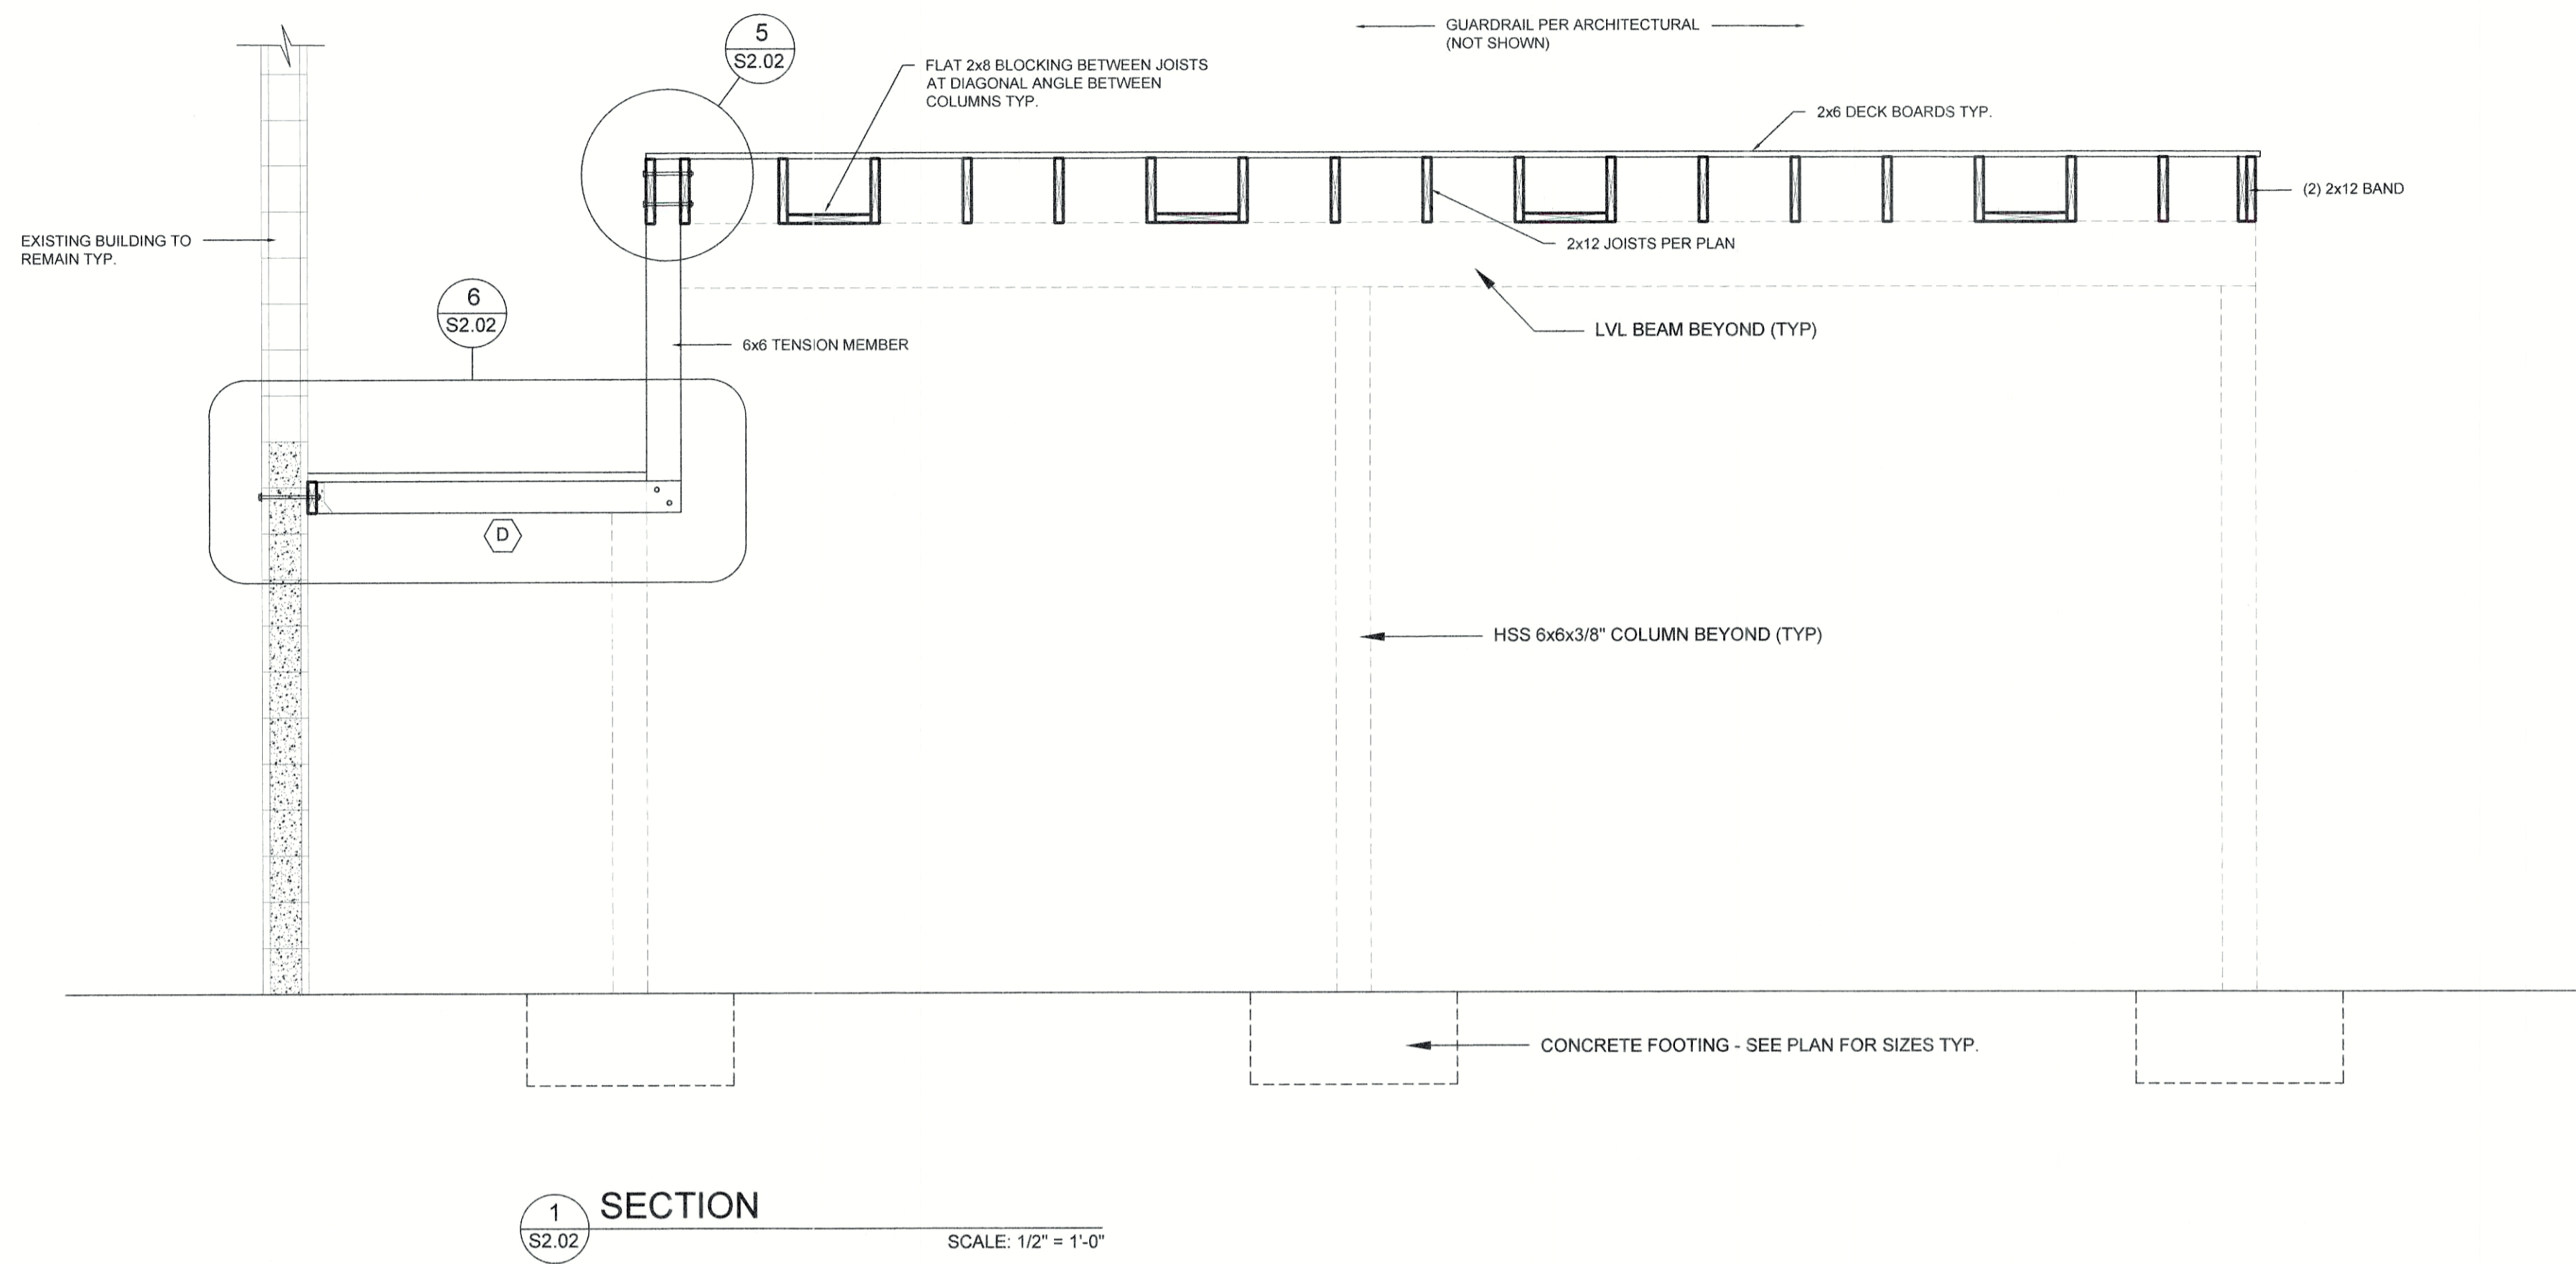 5
S2.02
GUARDRAIL PER ARCHITECTURAL
(NOT SHOWN)
FLAT 2x8 BLOCKING BETWEEN JOISTS
AT DIAGONAL ANGLE BETWEEN
COLUMNS TYP.
2x6 DECK BOARDS TYP.
(2) 2x12 BAND
EXISTING BUILDING TO
REMAIN TYP.
2x12 JOISTS PER PLAN
6
S2.02
LVL BEAM BEYOND (TYP)
6x6 TENSION MEMBER
D
HSS 6x6x3/8" COLUMN BEYOND (TYP)
CONCRETE FOOTING - SEE PLAN FOR SIZES TYP.
1
S2.02
SECTION
SCALE: 1/2" = 1'-0"